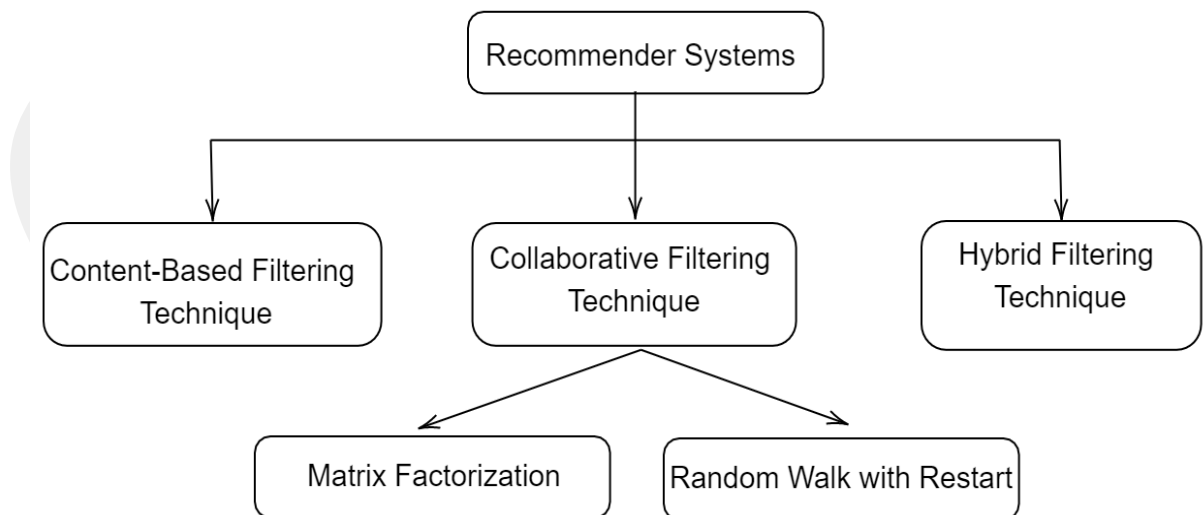 Recommender Systems
Content-Based Filtering
Technique
Collaborative Filtering
Technique
Hybrid Filtering
Technique
Matrix Factorization
Random Walk with Restart